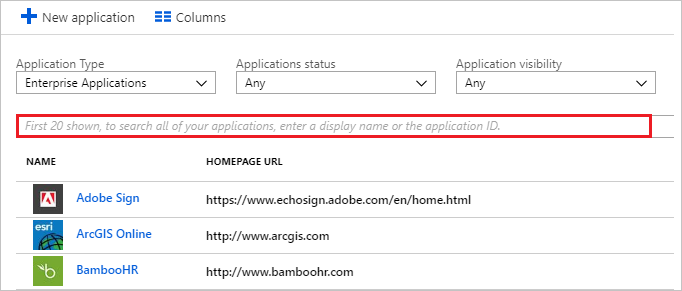 New application Columns
Application Type Applications status Application visibility
Enterprise Applications Any Any
First 20 shown, to search all of your applications, enter a display name or the application ID.
NAME HOMEPAGE URL
Adobe Sign https://www.echosign.adobe.com/en/home.html
esri ArcGIS Online http://www.arcgis.com
BambooHR http://www.bamboohr.com